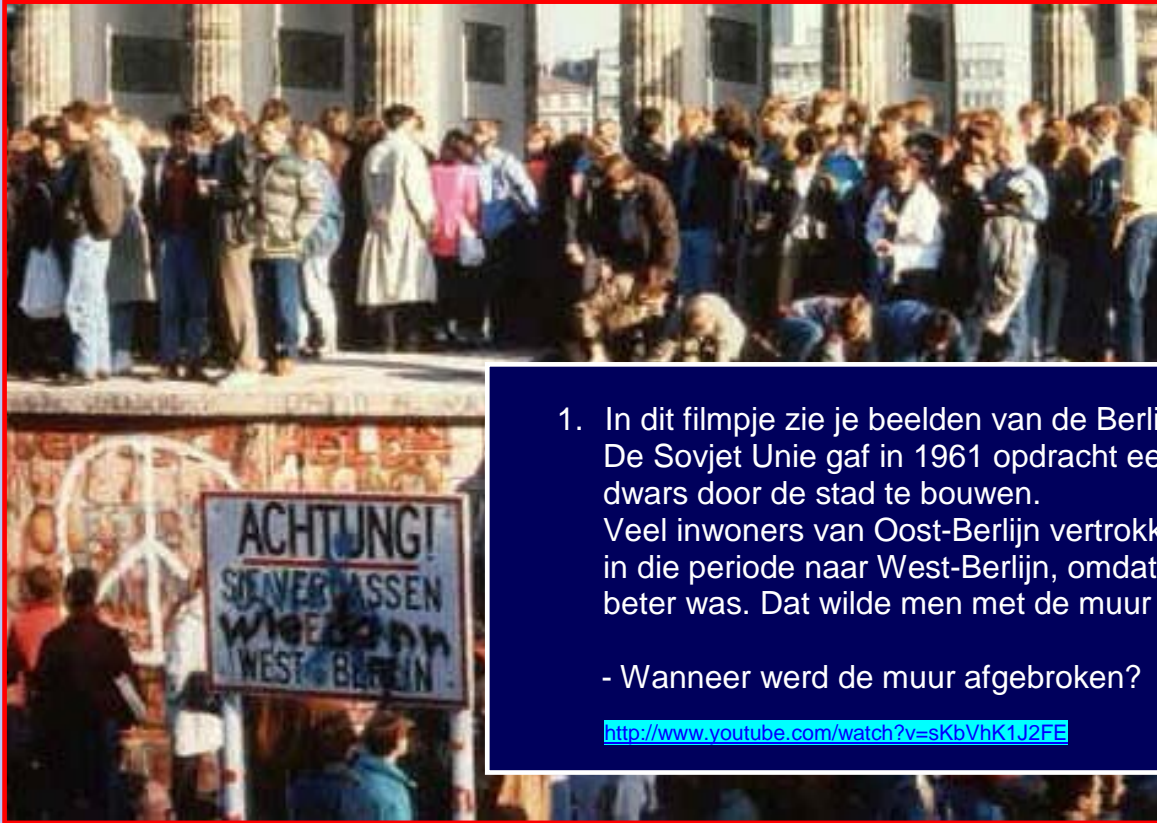 1. In dit filmpje zie je beelden van de Berli
De Sovjet Unie gaf in 1961 opdracht ee
dwars door de stad te bouwen.
Veel inwoners van Oost-Berlijn vertrokk
in die periode naar West-Berlijn, omdat
beter was. Dat wilde men met de muur
- Wanneer werd de muur afgebroken?
http://www.youtube.com/watch?v=sKbVhK1J2FE
ACHTUNG!
WEST BERLIN